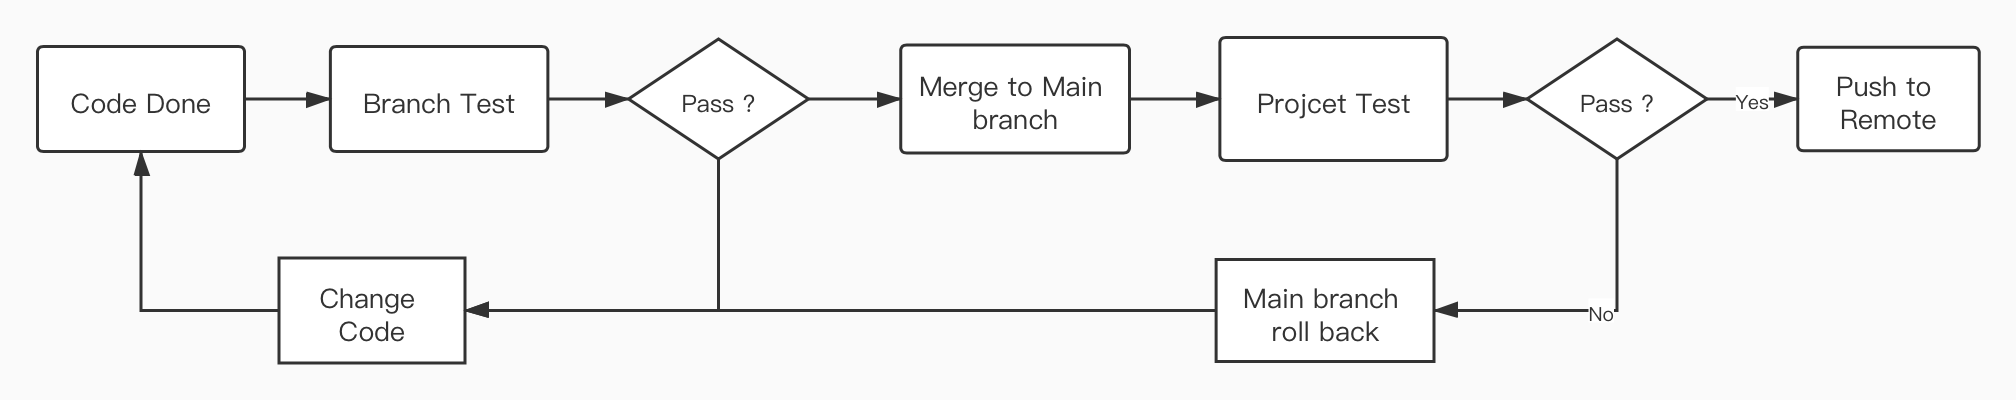 Code Done
Branch Test
Pass ?
Merge to Main
branch
Projcet Test
Pass ?
Yes
Push to
Remote
Change
Code
Main branch
roll back
No